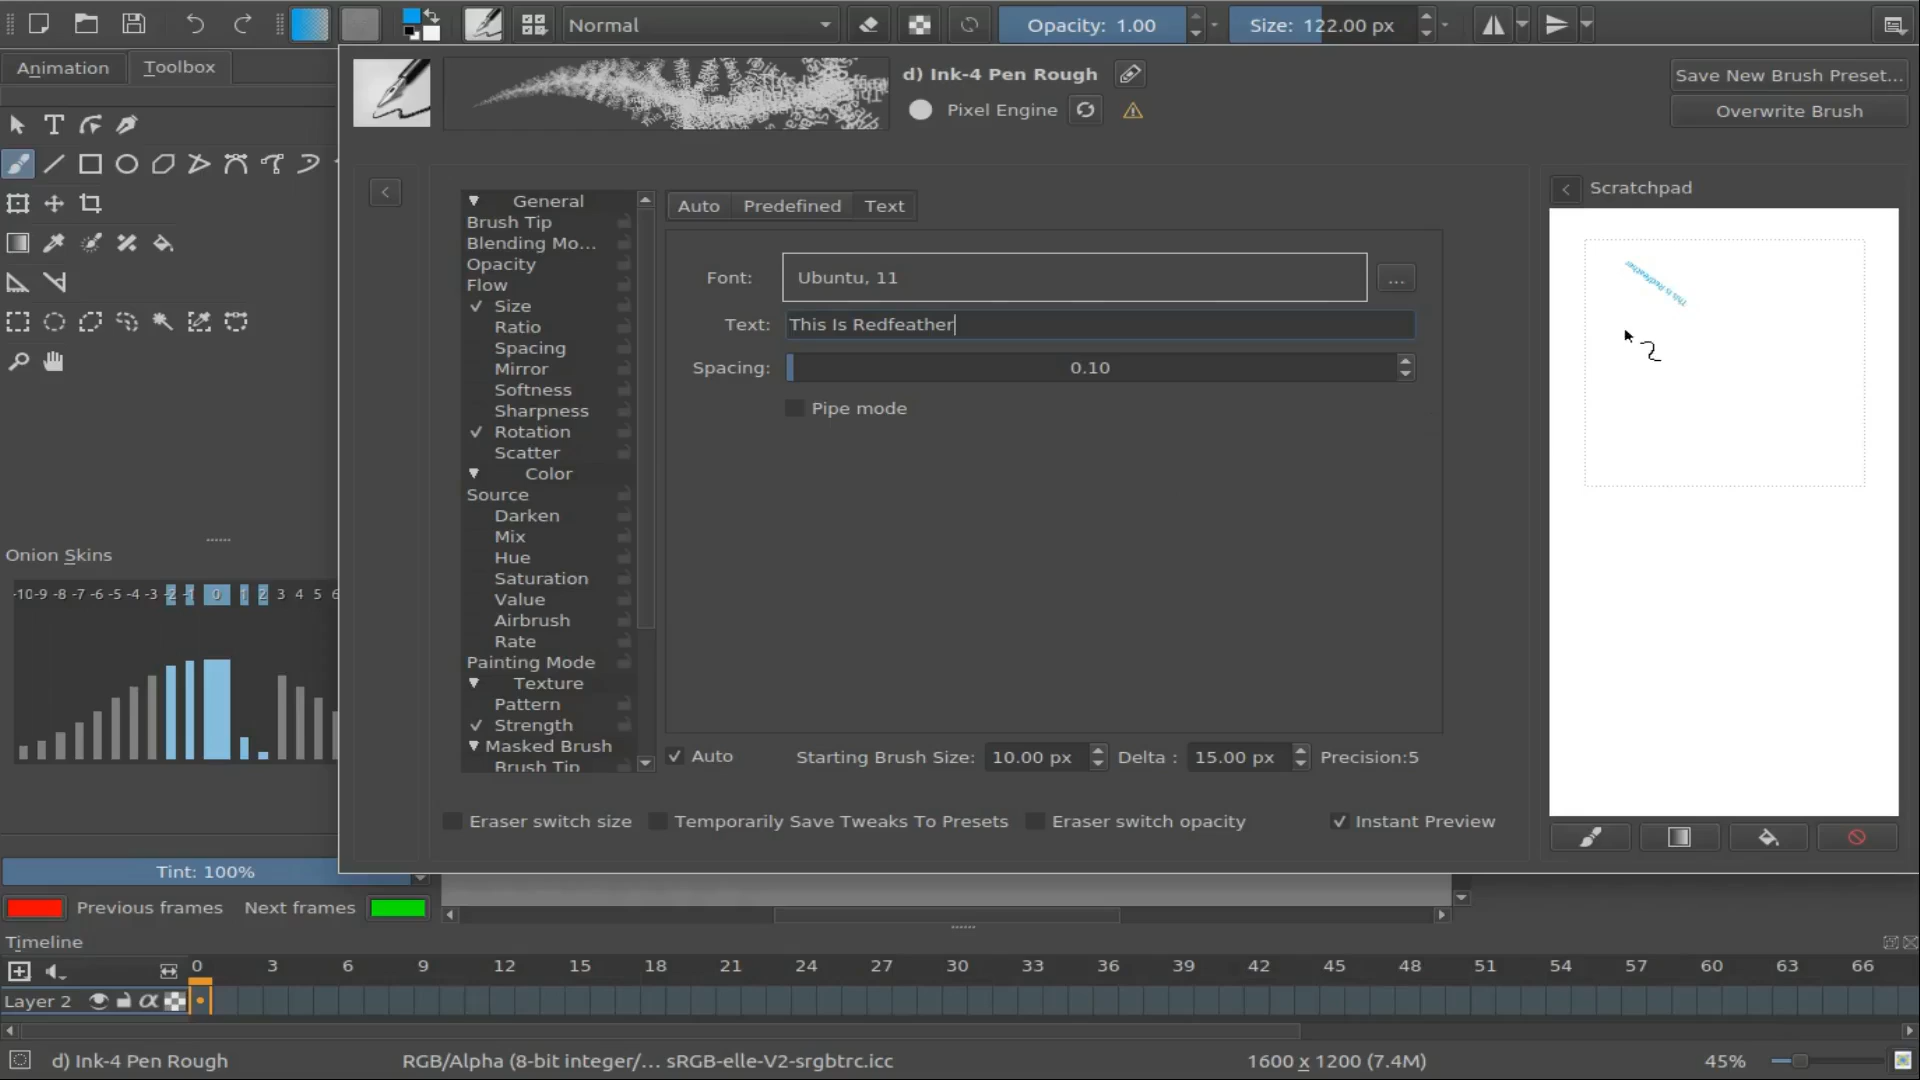 Normal
Opacity: 1.00
Size: 122.00 px
Animation
Toolbox
d) Ink-4 Pen Rough
Pixel Engine
Save New Brush Preset...
Overwrite Brush
General
Brush Tip
Blending Mo...
Opacity
Flow
Size
Ratio
Spacing
Mirror
Softness
Sharpness
Rotation
Scatter
Color
Source
Darken
Mix
Hue
Saturation
Value
Airbrush
Rate
Painting Mode
Texture
Pattern
Strength
Masked Brush
Brush Tip
Auto Predefined Text
Font: Ubuntu, 11 ...
Text: This Is Redfeather
Spacing: 0.10
Pipe mode
Auto Starting Brush Size: 10.00 px Delta : 15.00 px Precision:5
Eraser switch size Temporarily Save Tweaks To Presets Eraser switch opacity Instant Preview
Scratchpad
This Is Redfeather
Onion Skins
-10 -9 -8 -7 -6 -5 -4 -3 -2 -1 0 1 2 3 4 5 6
Tint: 100%
Previous frames Next frames
Timeline
0 3 6 9 12 15 18 21 24 27 30 33 36 39 42 45 48 51 54 57 60 63 66
Layer 2
d) Ink-4 Pen Rough RGB/Alpha (8-bit integer/... sRGB-elle-V2-srgbtrc.icc 1600 x 1200 (7.4M) 45%